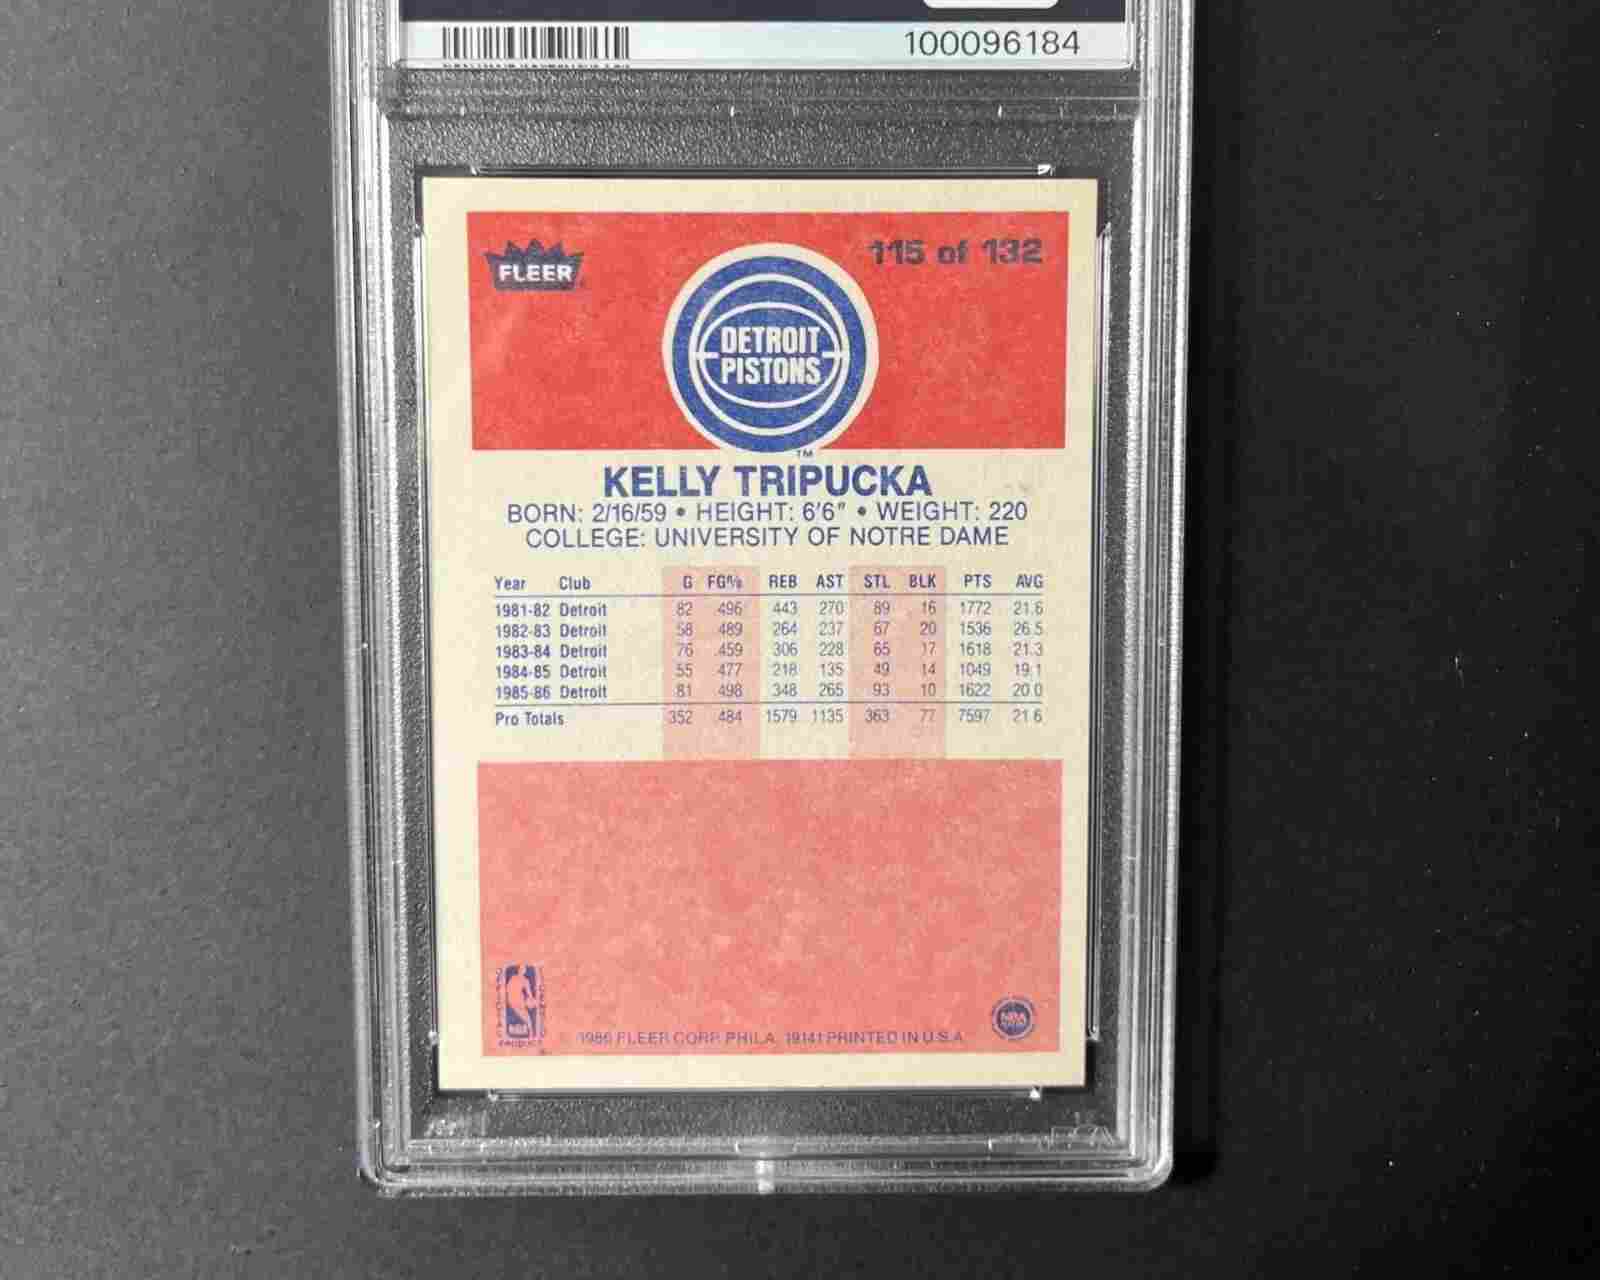 100096184
FLEER
115 of 132
DETROIT
PISTONS
TM
KELLY TRIPUCKA
BORN: 2/16/59 • HEIGHT: 6'6" • WEIGHT: 220
COLLEGE: UNIVERSITY OF NOTRE DAME
Year Club G FG% REB AST STL BLK PTS AVG
1981-82 Detroit 82 .496 443 270 89 16 1772 21.6
1982-83 Detroit 58 .489 264 237 67 20 1536 26.5
1983-84 Detroit 76 .459 306 228 65 17 1618 21.3
1984-85 Detroit 55 .477 218 135 49 14 1049 19.1
1985-86 Detroit 81 .498 348 265 93 10 1622 20.0
Pro Totals 352 .484 1579 1135 363 77 7597 21.6
NBA
PRODUCT
© 1986 FLEER CORP. PHILA. 19141 PRINTED IN U.S.A.
NBA
PSA